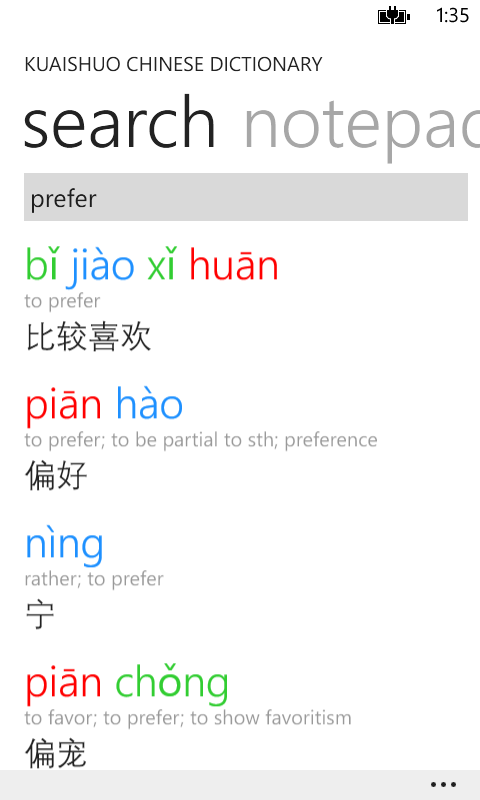 1:35
KUAISHUO CHINESE DICTIONARY
search notepad
prefer
bǐ jiào xǐ huān
to prefer
比较喜欢
piān hào
to prefer; to be partial to sth; preference
偏好
nìng
rather; to prefer
宁
piān chǒng
to favor; to prefer; to show favoritism
偏宠